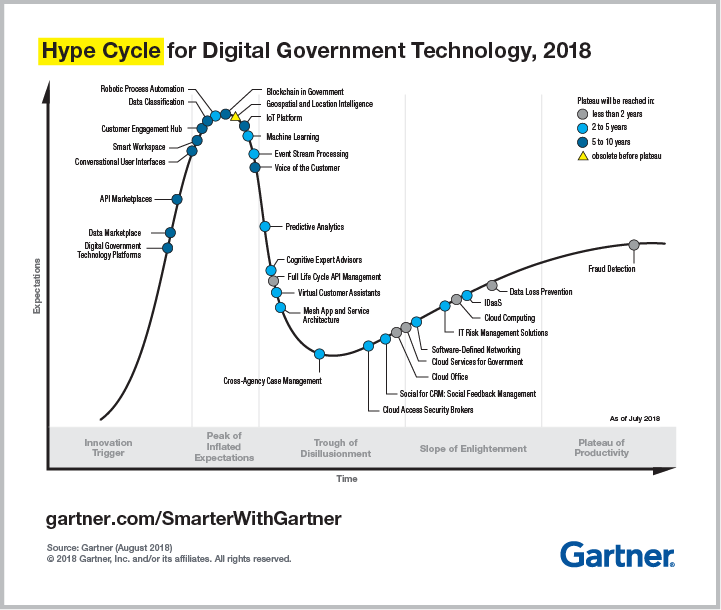 Hype Cycle for Digital Government Technology, 2018
Robotic Process Automation
Data Classification
Customer Engagement Hub
Smart Workspace
Conversational User Interfaces
API Marketplaces
Data Marketplace
Digital Government
Technology Platforms
Blockchain in Government
Geospatial and Location Intelligence
IoT Platform
Machine Learning
Event Stream Processing
Voice of the Customer
Predictive Analytics
Cognitive Expert Advisors
Full Life Cycle API Management
Virtual Customer Assistants
Mesh App and Service
Architecture
Cross-Agency Case Management
Plateau will be reached in:
less than 2 years
2 to 5 years
5 to 10 years
obsolete before plateau
Fraud Detection
Data Loss Prevention
IDaaS
Cloud Computing
IT Risk Management Solutions
Software-Defined Networking
Cloud Services for Government
Cloud Office
Social for CRM: Social Feedback Management
Cloud Access Security Brokers
As of July 2018
Expectations
Innovation
Trigger
Peak of
Inflated
Expectations
Trough of
Disillusionment
Slope of Enlightenment
Plateau of
Productivity
Time
gartner.com/SmarterWithGartner
Source: Gartner (August 2018)
© 2018 Gartner, Inc. and/or its affiliates. All rights reserved.
Gartner®